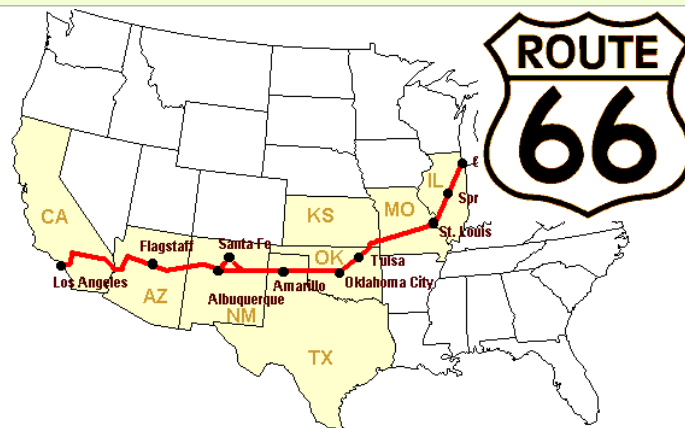 ROUTE
66
IL
Spr
CA
KS
MO
St. Louis
Flagstaff
Santa Fe
OK
Tulsa
Los Angeles
AZ
Albuquerque
NM
Amarillo
Oklahoma City
TX